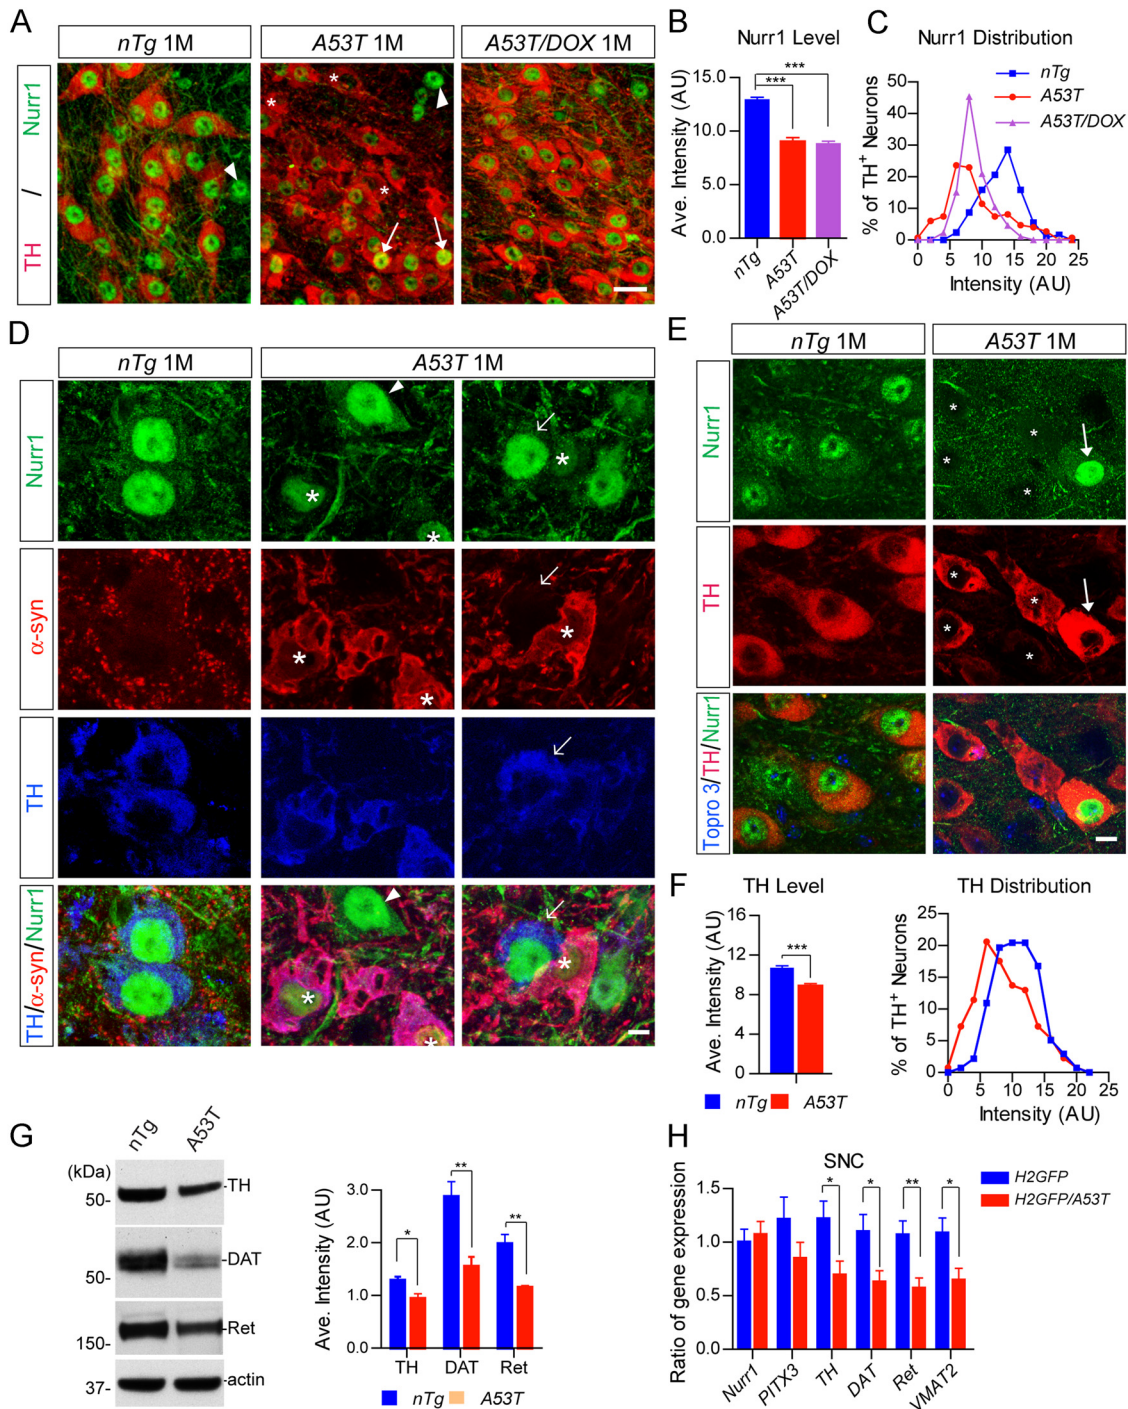 A
nTg 1M
A53T 1M
A53T/DOX 1M
TH / Nurr1
*
*
*
B
Nurr1 Level
Ave. Intensity (AU)
15.0
10.0
5.0
0.0
***
***
nTg
A53T
A53T/DOX
C
Nurr1 Distribution
% of TH+ Neurons
50
40
30
20
10
0
0 5 10 15 20 25
Intensity (AU)
nTg
A53T
A53T/DOX
D
nTg 1M
A53T 1M
Nurr1
* * *
α-syn
* * *
TH
TH/α-syn/Nurr1
* * *
E
nTg 1M
A53T 1M
Nurr1
* * * *
TH
* * * *
Topro 3/TH/Nurr1
F
TH Level
Ave. Intensity (AU)
16
12
8
4
0
***
nTg A53T
TH Distribution
% of TH+ Neurons
25
20
15
10
5
0
0 5 10 15 20 25
Intensity (AU)
G
nTg A53T
(kDa)
50- -TH
-DAT
50-
-Ret
150-
-actin
37-
Ave. Intensity (AU)
3.0
2.0
1.0
0.0
* ** **
TH DAT Ret
nTg A53T
H
SNC
H2GFP
H2GFP/A53T
Ratio of gene expression
1.5
1.0
0.5
0.0
* * ** *
Nurr1 PITX3 TH DAT Ret VMAT2